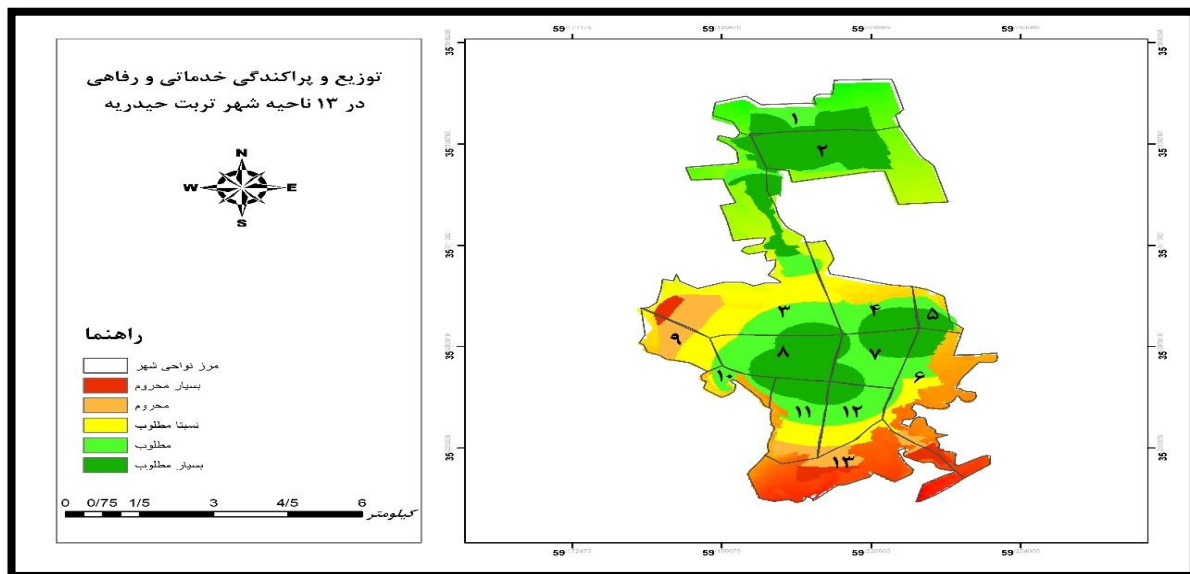 توزیع و پراکندگی خدماتی و رفاهی
در ۱۳ ناحیه شهر تربت حیدریه
N
W E
S
راهنما
مرز نواحی شهر
بسیار محروم
محروم
نسبتا مطلوب
مطلوب
بسیار مطلوب
0 0/75 1/5 3 4/5 6 کیلومتر
59 59 59 59
35 35
۱
۲
35 35
35 35
۳ ۴ ۵
۹ ۸ ۷
35 35
۱۰ ۶
۱۱ ۱۲
۱۳
35 35
59 59 59 59